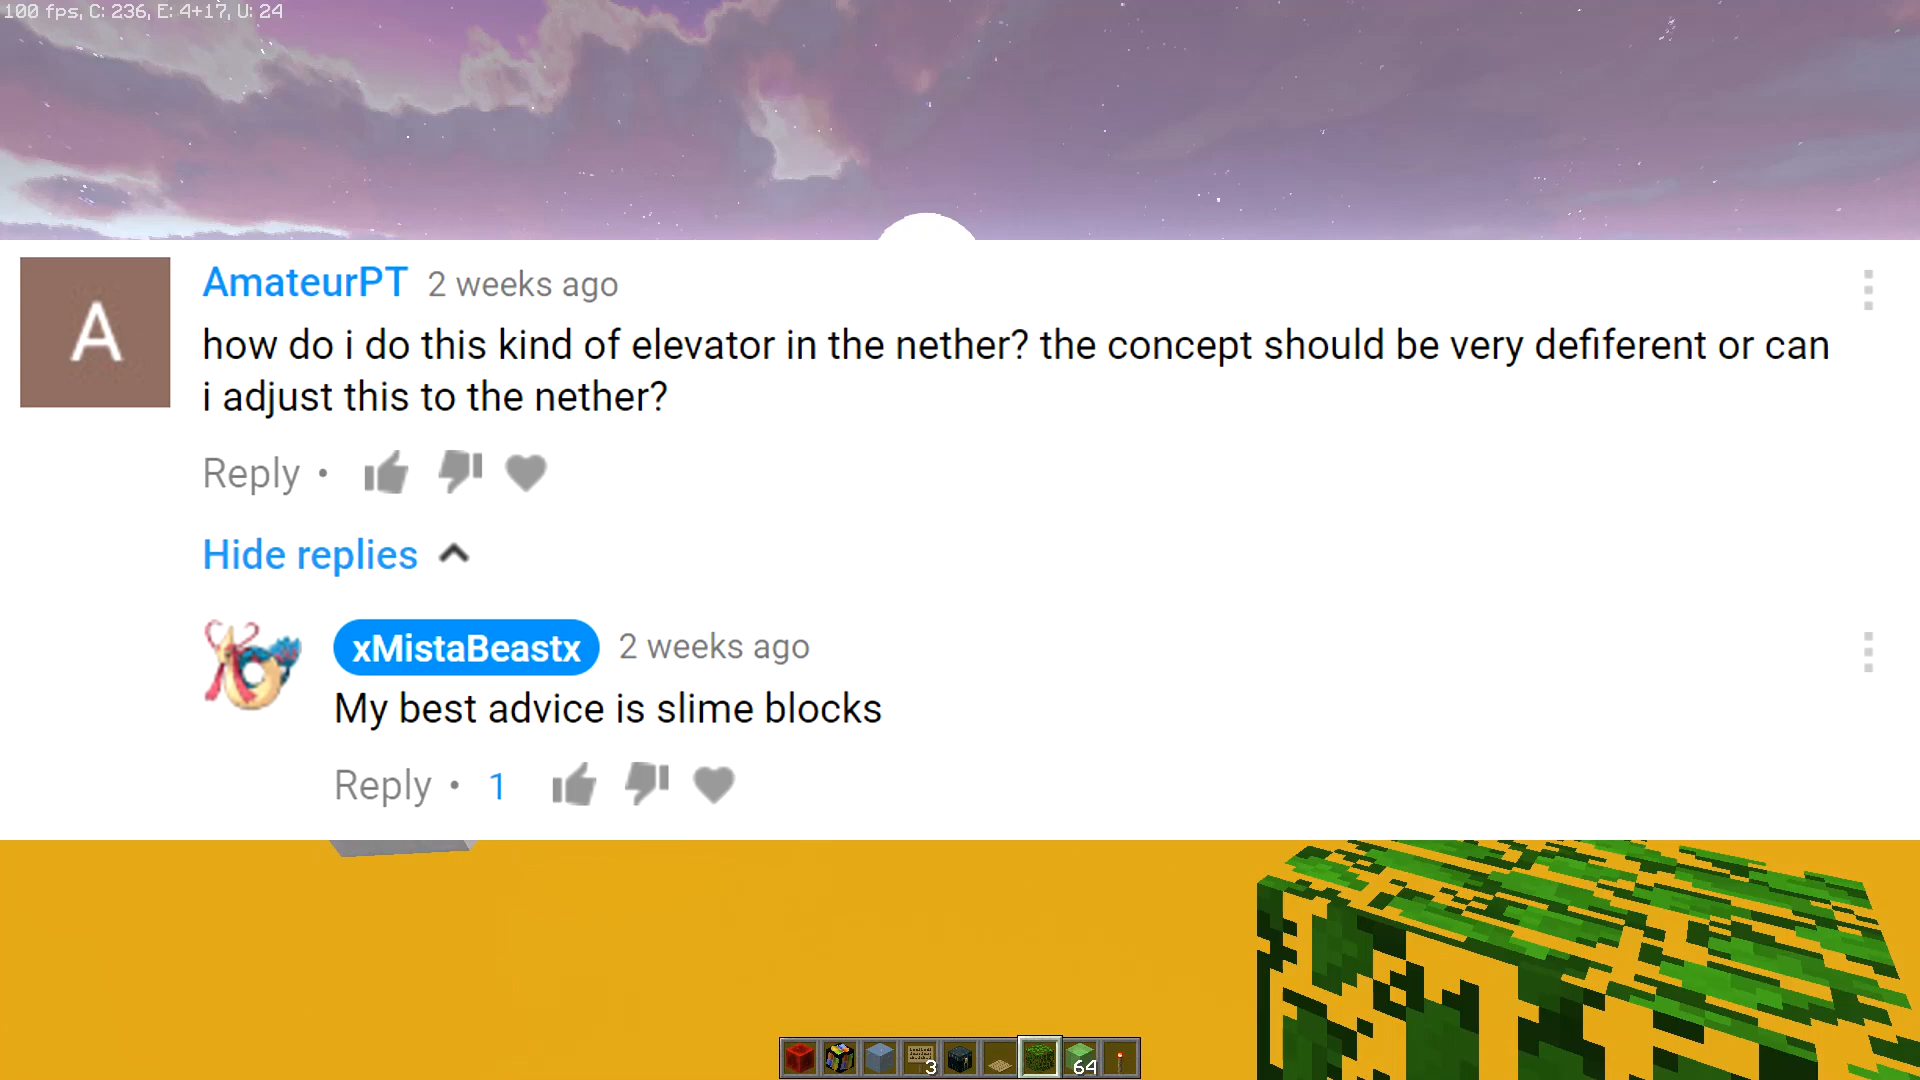 100 fps, C: 236, E: 4+17, U: 24
A
AmateurPT 2 weeks ago
how do i do this kind of elevator in the nether? the concept should be very defiferent or can
i adjust this to the nether?
Reply •
Hide replies
xMistaBeastx 2 weeks ago
My best advice is slime blocks
Reply • 1
3 64